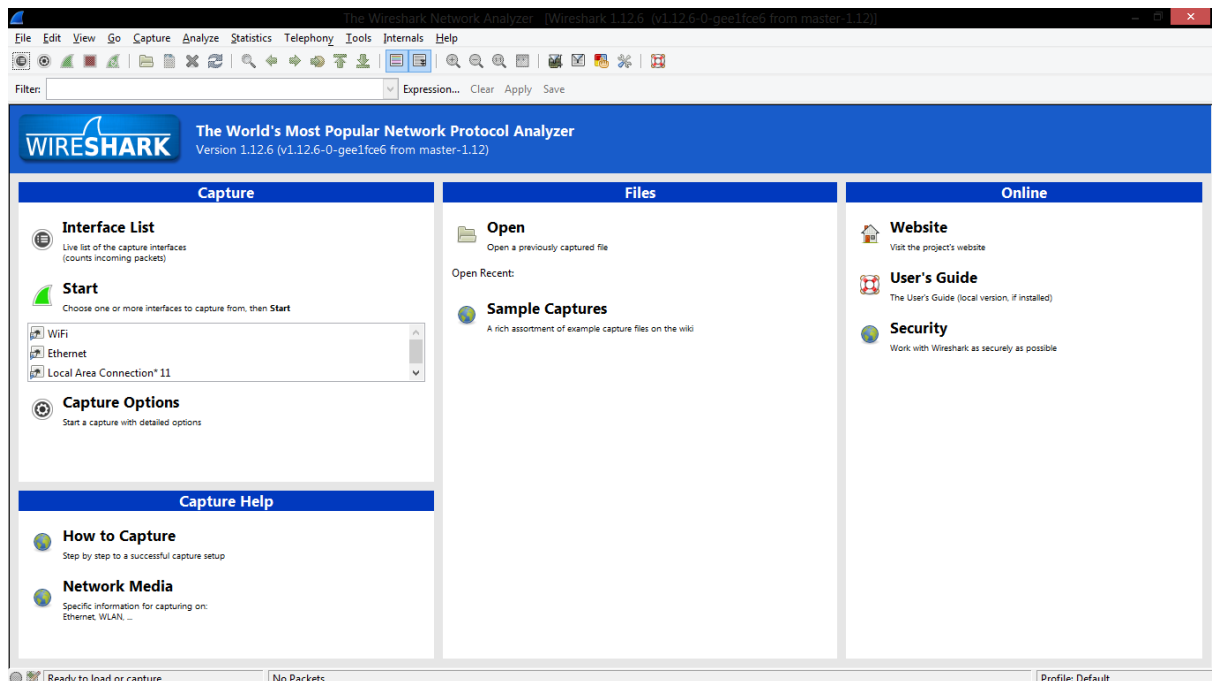 The Wireshark Network Analyzer [Wireshark 1.12.6 (v1.12.6-0-gee1fce6 from master-1.12)]
File Edit View Go Capture Analyze Statistics Telephony Tools Internals Help
Filter: Expression... Clear Apply Save
WIRESHARK
The World's Most Popular Network Protocol Analyzer
Version 1.12.6 (v1.12.6-0-gee1fce6 from master-1.12)
Capture
Interface List
Live list of the capture interfaces
(counts incoming packets)
Start
Choose one or more interfaces to capture from, then Start
WiFi
Ethernet
Local Area Connection* 11
Capture Options
Start a capture with detailed options
Capture Help
How to Capture
Step by step to a successful capture setup
Network Media
Specific information for capturing on:
Ethernet, WLAN, ...
Files
Open
Open a previously captured file
Open Recent:
Sample Captures
A rich assortment of example capture files on the wiki
Online
Website
Visit the project's website
User's Guide
The User's Guide (local version, if installed)
Security
Work with Wireshark as securely as possible
Ready to load or capture No Packets Profile: Default